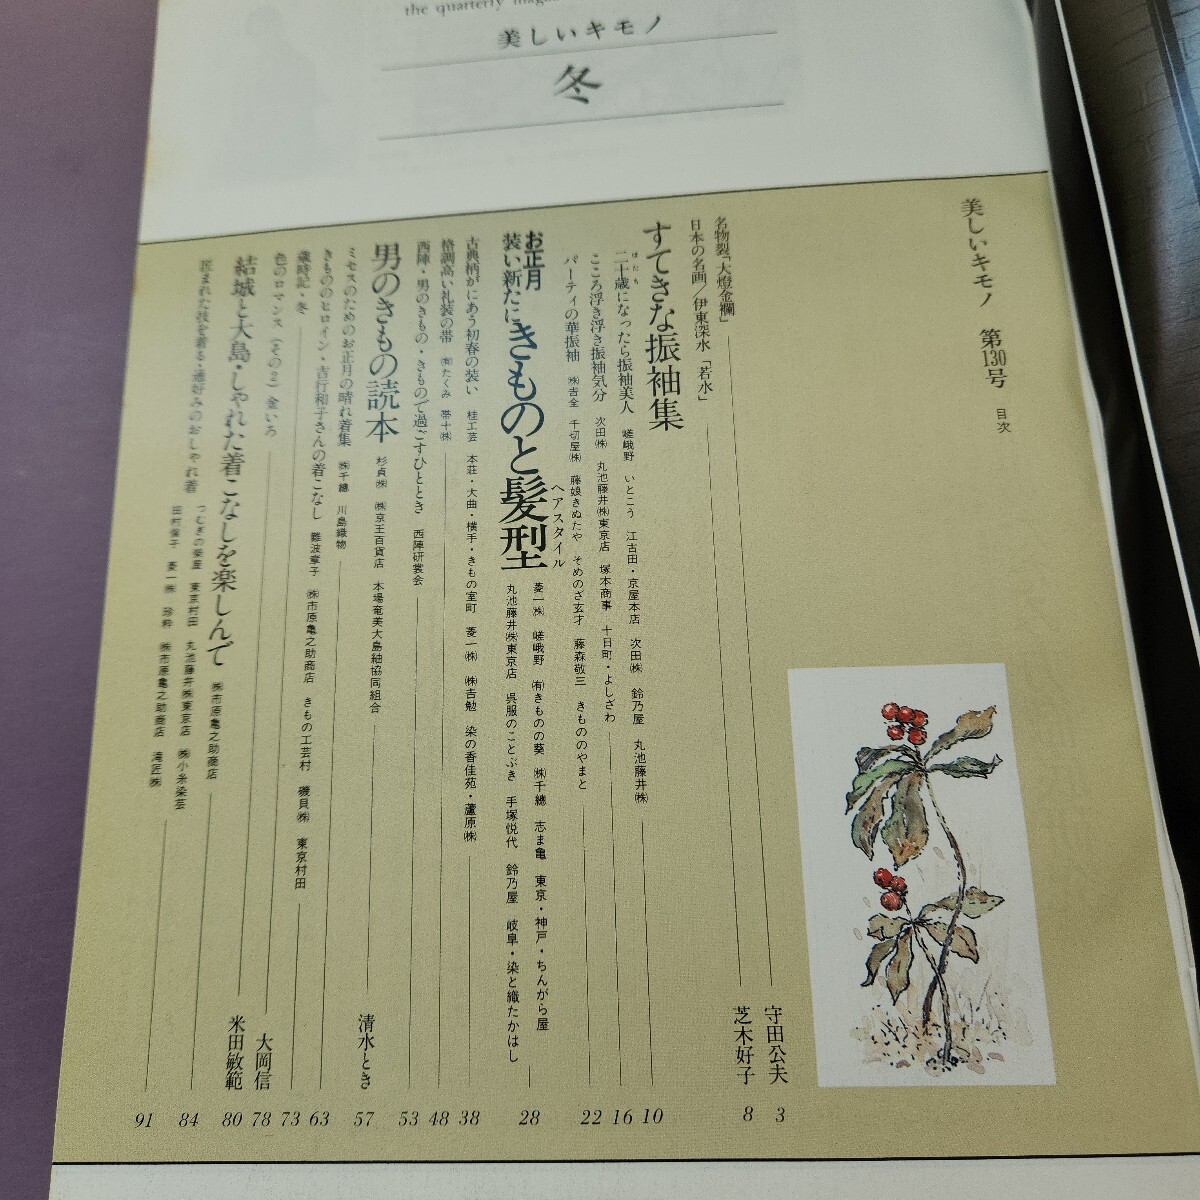 the quarterly
美しいキモノ
冬
美しいキモノ 第130号 目次
名物裂「大燈金襴」 守田公夫 3
日本の名画/伊東深水「若水」 芝木好子 8
すてきな振袖集
はたち
二十歳になったら振袖美人 嵯峨野 いとこう 江古田・京屋本店 次田㈱ 鈴乃屋 丸池藤井㈱ 10
こころ浮き浮き振袖気分 次田㈱ 丸池藤井㈱東京店 塚本商事 十日町・よしざわ 16
パーティの華振袖 ㈱吉全 千切屋㈱ 藤娘きぬたや そめのざ玄才 藤森敬三 きもののやまと 22
お正月
装い新たにきものと髪型
ヘアスタイル
菱一㈱ 嵯峨野 ㈲きものの葵 ㈱千總 志ま亀 東京・神戸・ちんがら屋
丸池藤井㈱東京店 呉服のことぶき 手塚悦代 鈴乃屋 岐阜・染と織たかはし 28
古典柄がにあう初春の装い 桂工芸 本荘・大曲・横手・きもの室町 菱一㈱ ㈱吉勉 染の香佳苑・蘆原㈱ 38
格調高い礼装の帯 ㈲たくみ 帯十㈱ 48
西陣・男のきもの・きもので過ごすひととき 西陣研裳会 53
男のきもの読本 杉貞㈱ ㈱京王百貨店 本場奄美大島紬協同組合 清水とき 57
ミセスのためのお正月の晴れ着集 ㈱千總 川島織物 63
きもののヒロイン・吉行和子さんの着こなし 難波章子 ㈱市原亀之助商店 きもの工芸村 磯貝㈱ 東京村田 73
歳時記・冬 大岡信 78
色のロマンス(その2) 金いろ 米田敏範 80
結城と大島・しゃれた着こなしを楽しんで ㈱市原亀之助商店 84
つむぎの秦産 東京村田 丸池藤井㈱東京店 ㈱小糸染芸
匠まれた技を着る・通好みのおしゃれ着 田村倭子 菱一㈱ 珍粋 ㈱市原亀之助商店 滝匠㈱ 91